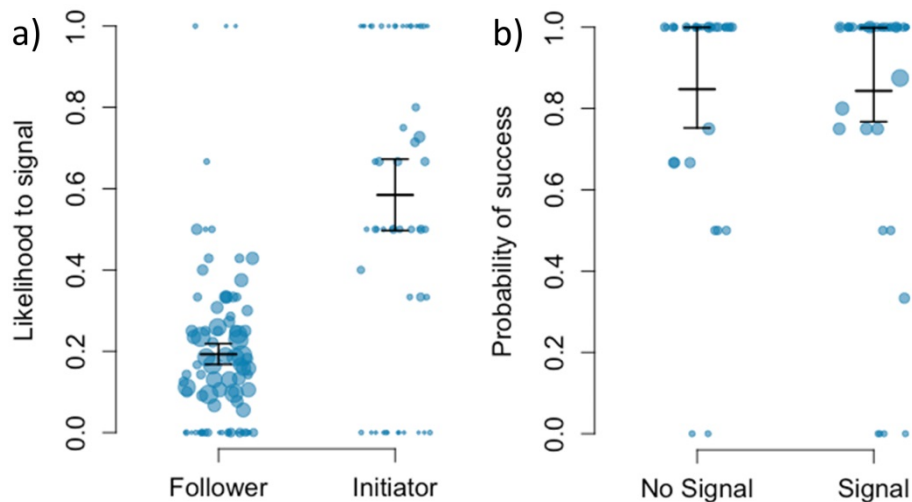 a)
Likelihood to signal
1.0
0.8
0.6
0.4
0.2
0.0
Follower
Initiator
b)
Probability of success
1.0
0.8
0.6
0.4
0.2
0.0
No Signal
Signal